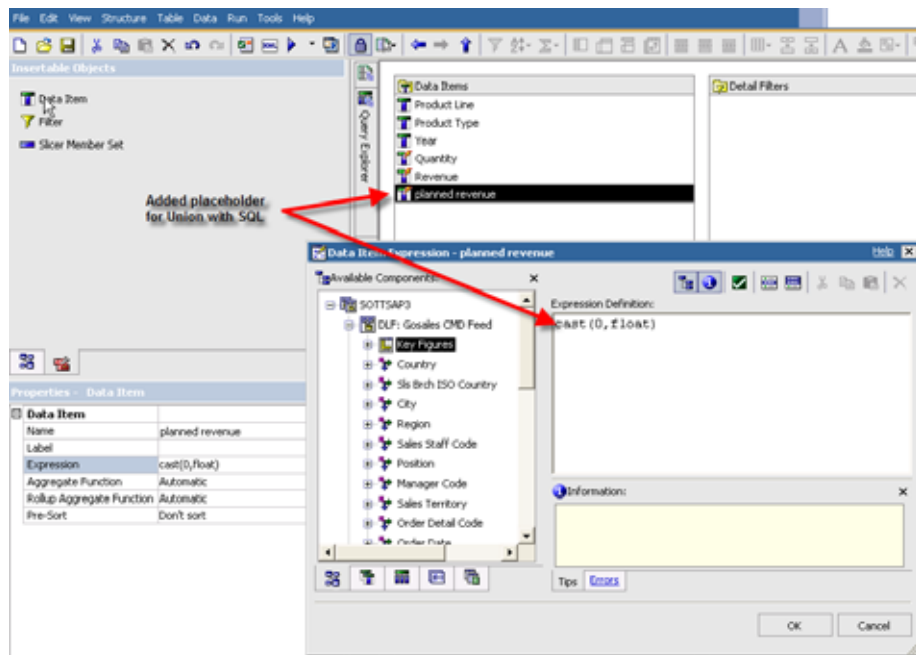 File Edit View Structure Table Data Run Tools Help
Insertable Objects
Data Item
Filter
Slicer Member Set
Query Explorer
Data Items
Product Line
Product Type
Year
Quantity
Revenue
planned revenue
Detail Filters
Added placeholder
for Union with SQL
Data Item Expression - planned revenue
Help
Available Components:
SOTTSAP3
DLF: Gosales CMD Feed
Key Figures
Country
Sls Brch ISO Country
City
Region
Sales Staff Code
Position
Manager Code
Sales Territory
Order Detail Code
Order Date
Expression Definition:
cast(0,float)
Information:
Tips Errors
OK Cancel
Properties - Data Item
Data Item
Name planned revenue
Label
Expression cast(0,float)
Aggregate Function Automatic
Rollup Aggregate Function Automatic
Pre-Sort Don't sort